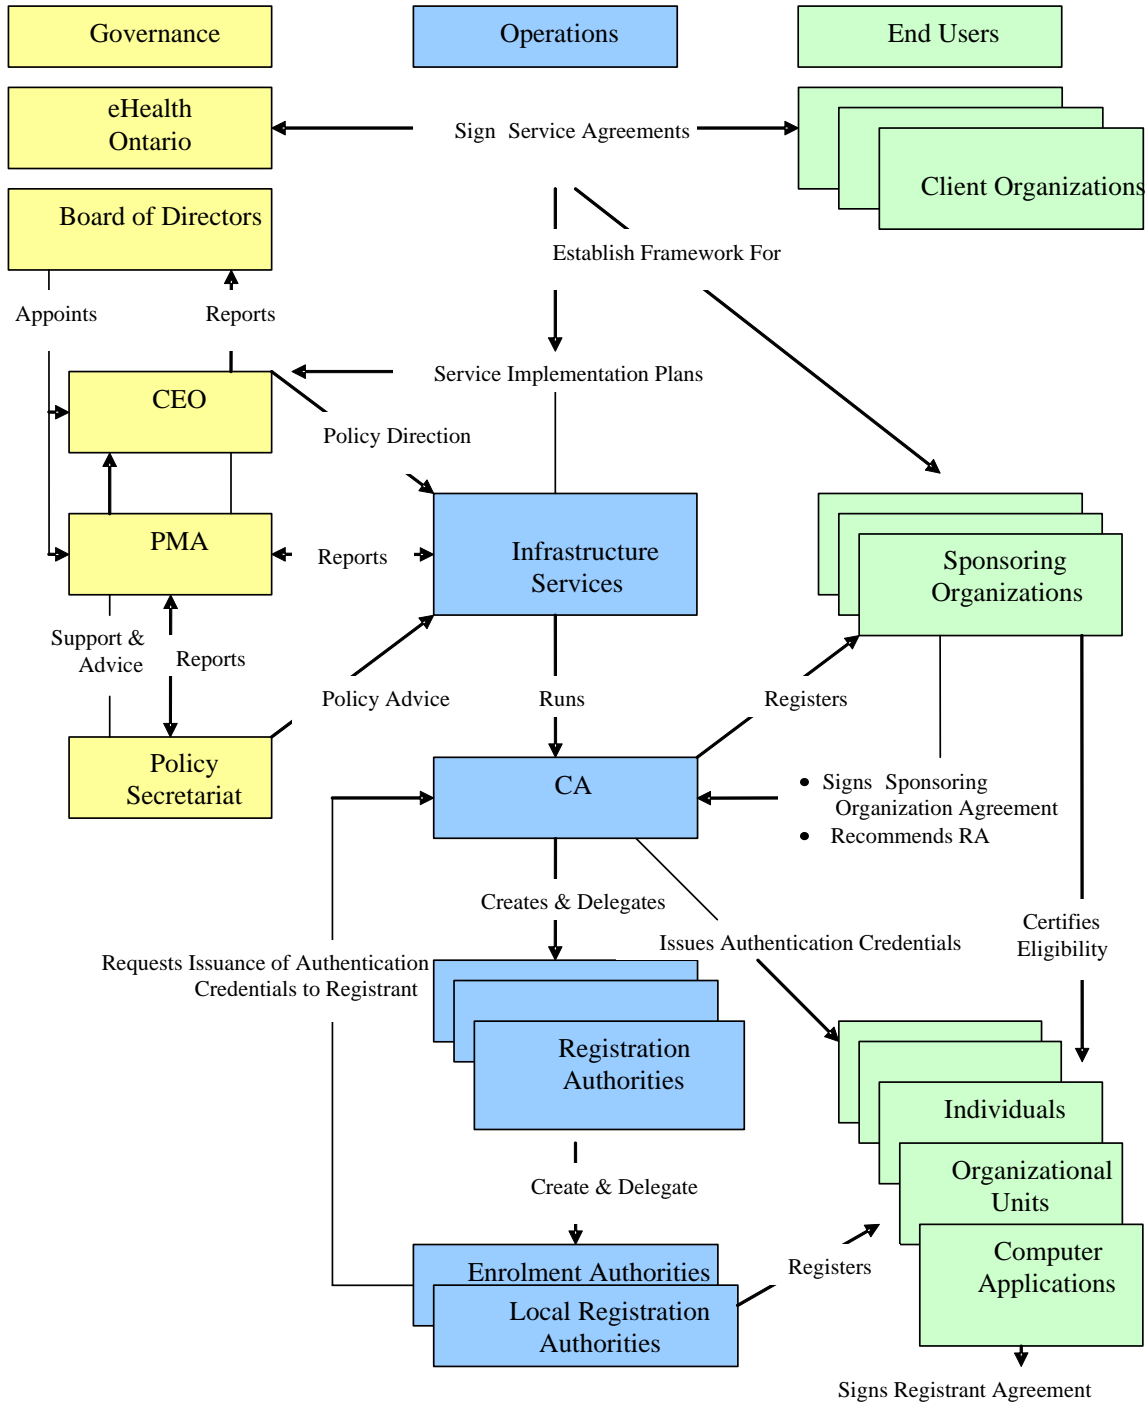 Governance
Operations
End Users
eHealth
Ontario
Sign Service Agreements
Client Organizations
Board of Directors
Establish Framework For
Appoints
Reports
Service Implementation Plans
CEO
Policy Direction
PMA
Reports
Infrastructure
Services
Sponsoring
Organizations
Support &
Advice
Reports
Policy Advice
Runs
Registers
Policy
Secretariat
CA
• Signs Sponsoring
Organization Agreement
• Recommends RA
Creates & Delegates
Issues Authentication Credentials
Certifies
Eligibility
Requests Issuance of Authentication
Credentials to Registrant
Registration
Authorities
Individuals
Create & Delegate
Organizational
Units
Enrolment Authorities
Registers
Computer
Applications
Local Registration
Authorities
Signs Registrant Agreement